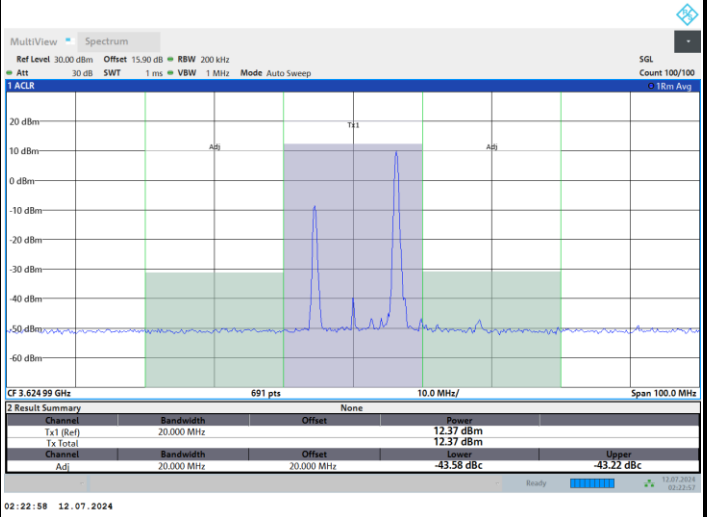 MultiView Spectrum
Ref Level 30.00 dBm Offset 15.90 dB RBW 200 kHz SGL
Att 30 dB SWT 1 ms VBW 1 MHz Mode Auto Sweep Count 100/100
1 ACLR 1Rm Avg
20 dBm
Tx1
10 dBm Adj Adj
0 dBm
-10 dBm
-20 dBm
-30 dBm
-40 dBm
-50 dBm
-60 dBm
CF 3.624 99 GHz 691 pts 10.0 MHz/ Span 100.0 MHz
2 Result Summary None
Channel Bandwidth Offset Power
Tx1 (Ref) 20.000 MHz 12.37 dBm
Tx Total 12.37 dBm
Channel Bandwidth Offset Lower Upper
Adj 20.000 MHz 20.000 MHz -43.58 dBc -43.22 dBc
Ready 12.07.2024
02:22:57
02:22:58 12.07.2024